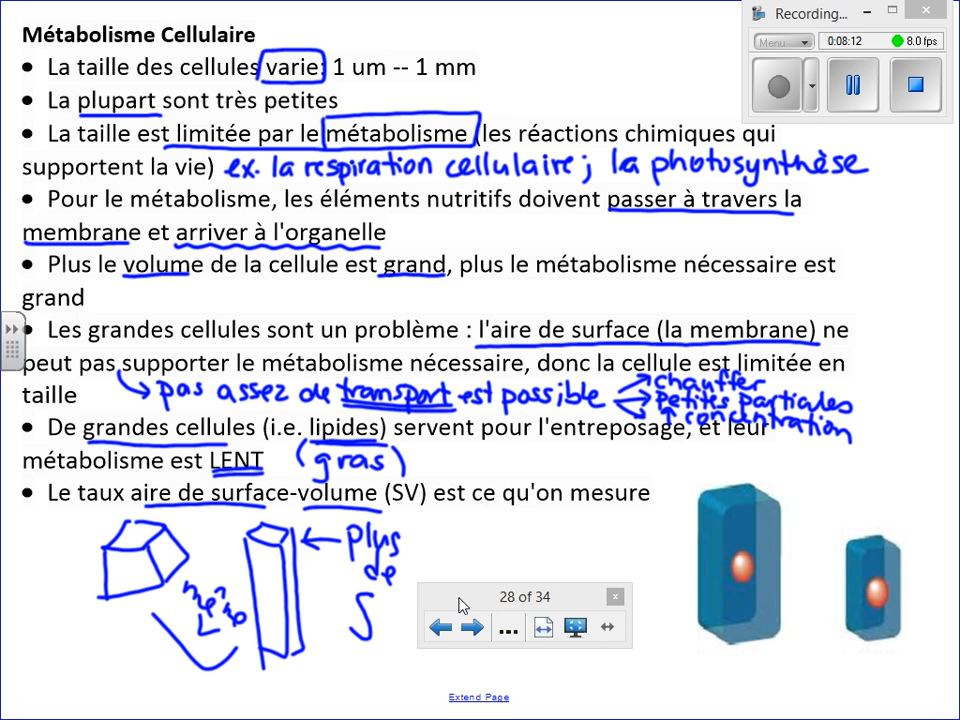 Métabolisme Cellulaire
Recording...
Menu
0:08:12
8.0 fps
• La taille des cellules varie: 1 um -- 1 mm
• La plupart sont très petites
• La taille est limitée par le métabolisme (les réactions chimiques qui
supportent la vie) ex. la respiration cellulaire; la photosynthèse
• Pour le métabolisme, les éléments nutritifs doivent passer à travers la
membrane et arriver à l'organelle
• Plus le volume de la cellule est grand, plus le métabolisme nécessaire est
grand
• Les grandes cellules sont un problème : l'aire de surface (la membrane) ne
peut pas supporter le métabolisme nécessaire, donc la cellule est limitée en
taille
pas assez de transport est possible
chauffer
petites particules
↑ concentration
• De grandes cellules (i.e. lipides) servent pour l'entreposage, et leur
métabolisme est LENT (gras)
• Le taux aire de surface-volume (SV) est ce qu'on mesure
← plus
de
S
même
28 of 34
Extend Page